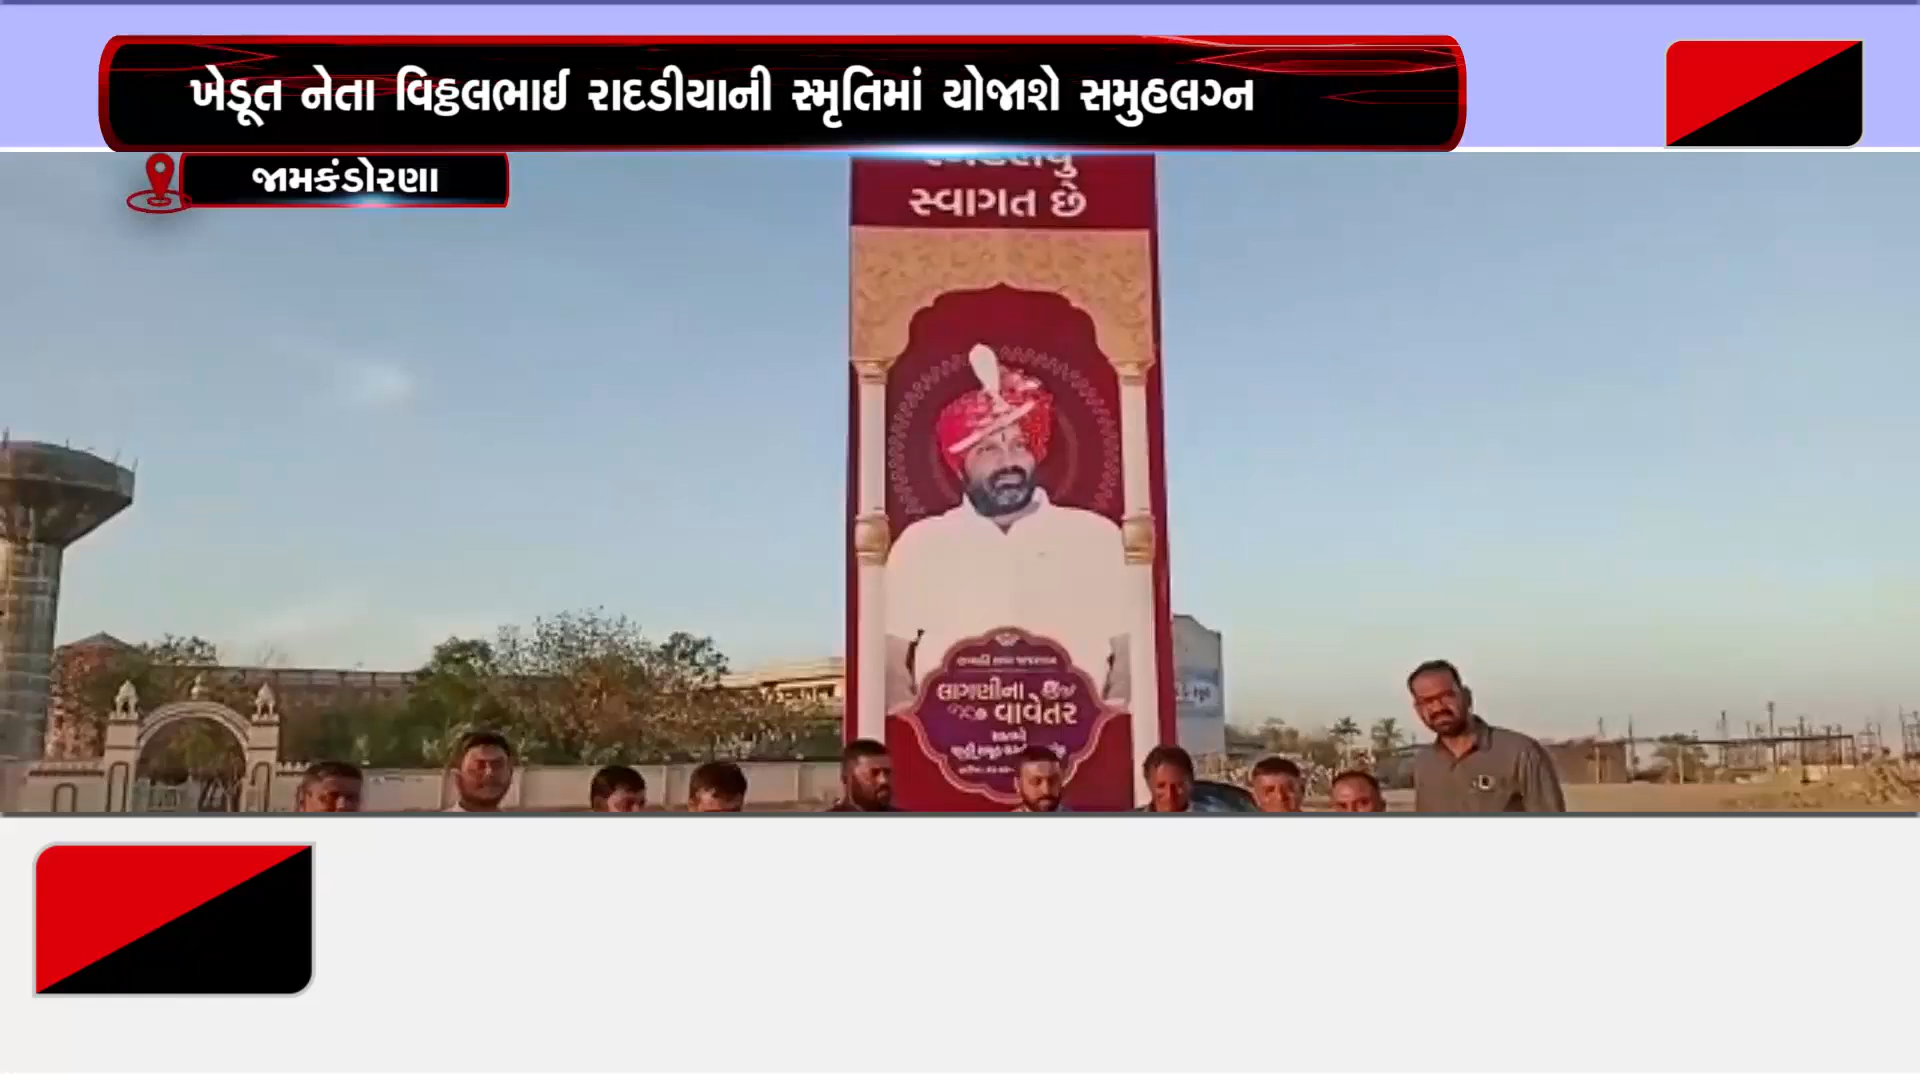 ખેડૂત નેતા વિઠ્ઠલભાઈ રાદડીયાની સ્મૃતિમાં યોજાશે સમુહલગ્ન
જામકંડોરણા
સ્વાગત છે
લાગણીના
વાવેતર